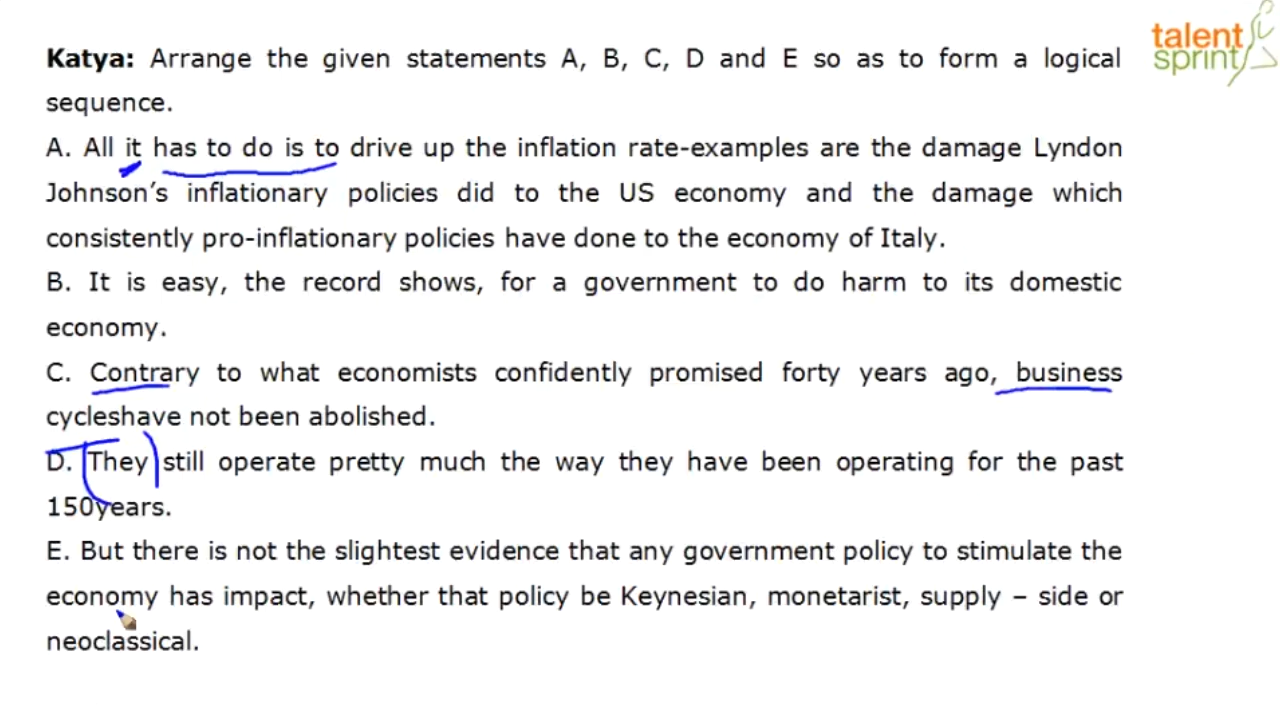 talent
sprint
Katya: Arrange the given statements A, B, C, D and E so as to form a logical
sequence.
A. All it has to do is to drive up the inflation rate-examples are the damage Lyndon
Johnson's inflationary policies did to the US economy and the damage which
consistently pro-inflationary policies have done to the economy of Italy.
B. It is easy, the record shows, for a government to do harm to its domestic
economy.
C. Contrary to what economists confidently promised forty years ago, business
cycleshave not been abolished.
D. They still operate pretty much the way they have been operating for the past
150years.
E. But there is not the slightest evidence that any government policy to stimulate the
economy has impact, whether that policy be Keynesian, monetarist, supply – side or
neoclassical.